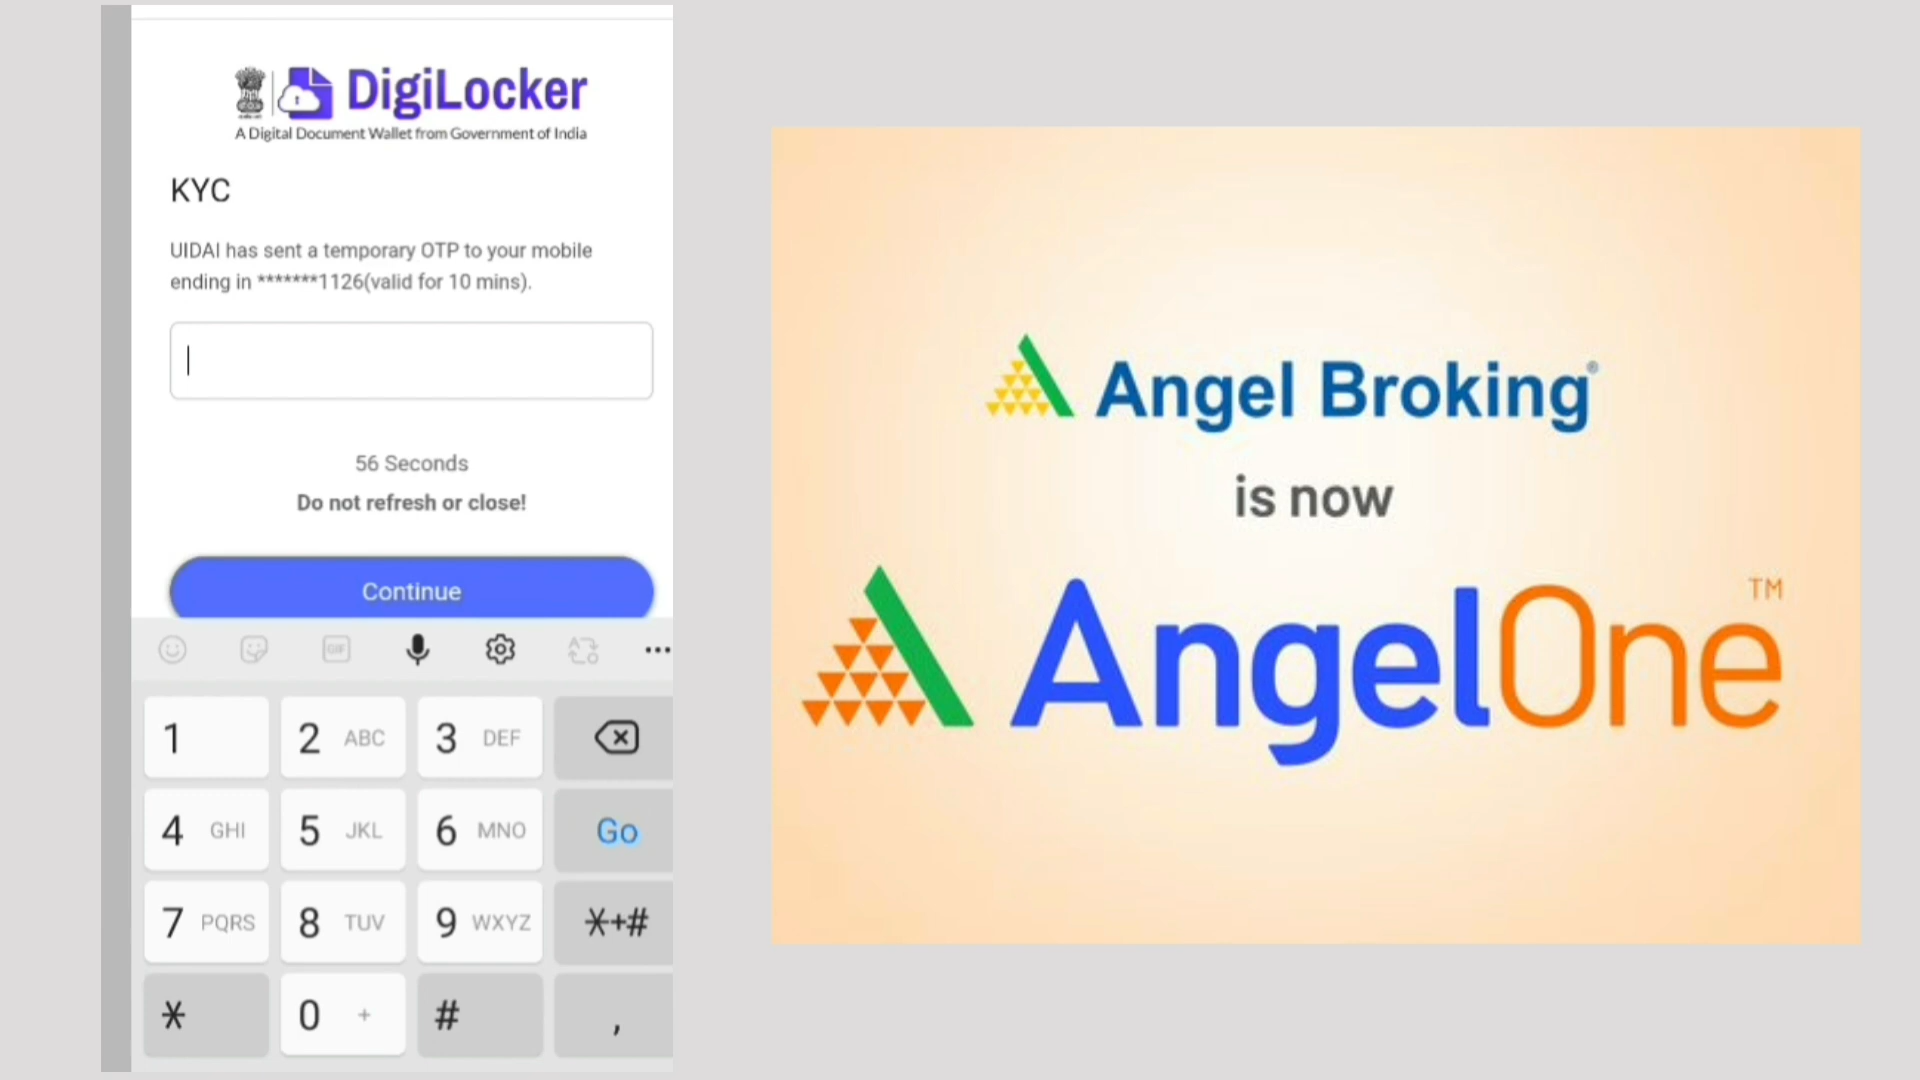 DigiLocker
A Digital Document Wallet from Government of India
KYC
UIDAI has sent a temporary OTP to your mobile
ending in *******1126(valid for 10 mins).
56 Seconds
Do not refresh or close!
Continue
GIF
1
2 ABC
3 DEF
4 GHI
5 JKL
6 MNO
Go
7 PQRS
8 TUV
9 WXYZ
*+#
*
0 +
#
,
Angel Broking®
is now
AngelOne™